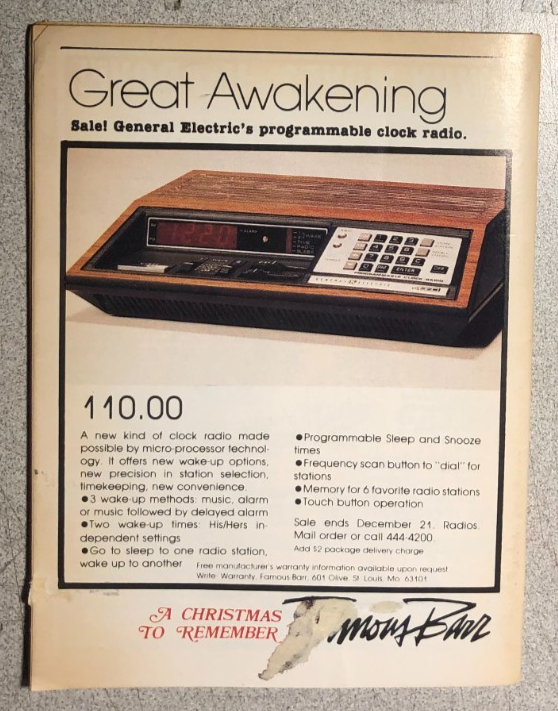 Great Awakening
Sale! General Electric's programmable clock radio.
ENTER
110.00
A new kind of clock radio made
possible by micro-processor technol-
ogy. It offers new wake-up options,
new precision in station selection,
timekeeping, new convenience.
●3 wake-up methods: music, alarm
or music followed by delayed alarm
●Two wake-up times: His/Hers in-
dependent settings
●Go to sleep to one radio station,
wake up to another
●Programmable Sleep and Snooze
times
●Frequency scan button to "dial" for
stations
●Memory for 6 favorite radio stations
●Touch button operation
Sale ends December 21. Radios.
Mail order or call 444-4200.
Add $2 package delivery charge
Free manufacturer's warranty information available upon request
Write: Warranty, Famous-Barr, 601 Olive, St. Louis, Mo. 63101
A CHRISTMAS
TO REMEMBER
Famous Barr